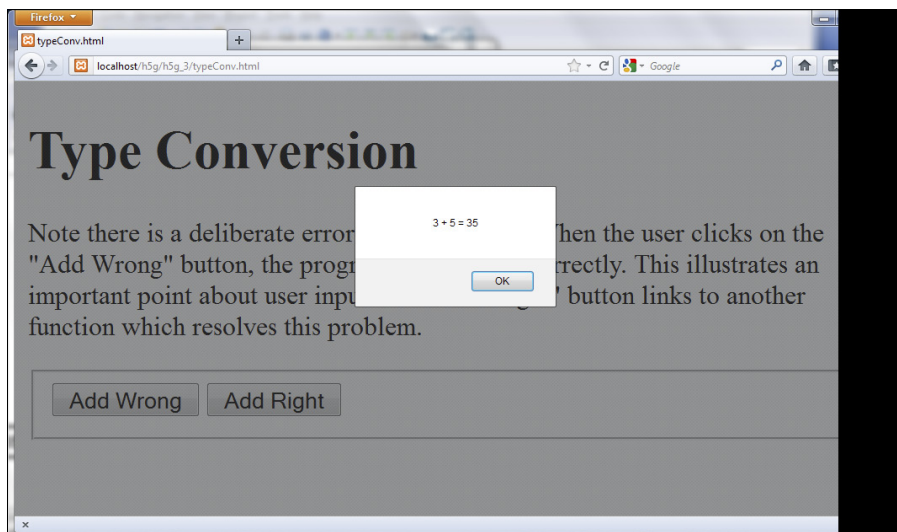 Firefox
typeConv.html
+
localhost/h5g/h5g_3/typeConv.html
Google
Type Conversion
3 + 5 = 35
OK
Note there is a deliberate error hen the user clicks on the
"Add Wrong" button, the progr rrectly. This illustrates an
important point about user inpu " button links to another
function which resolves this problem.
Add Wrong
Add Right
x